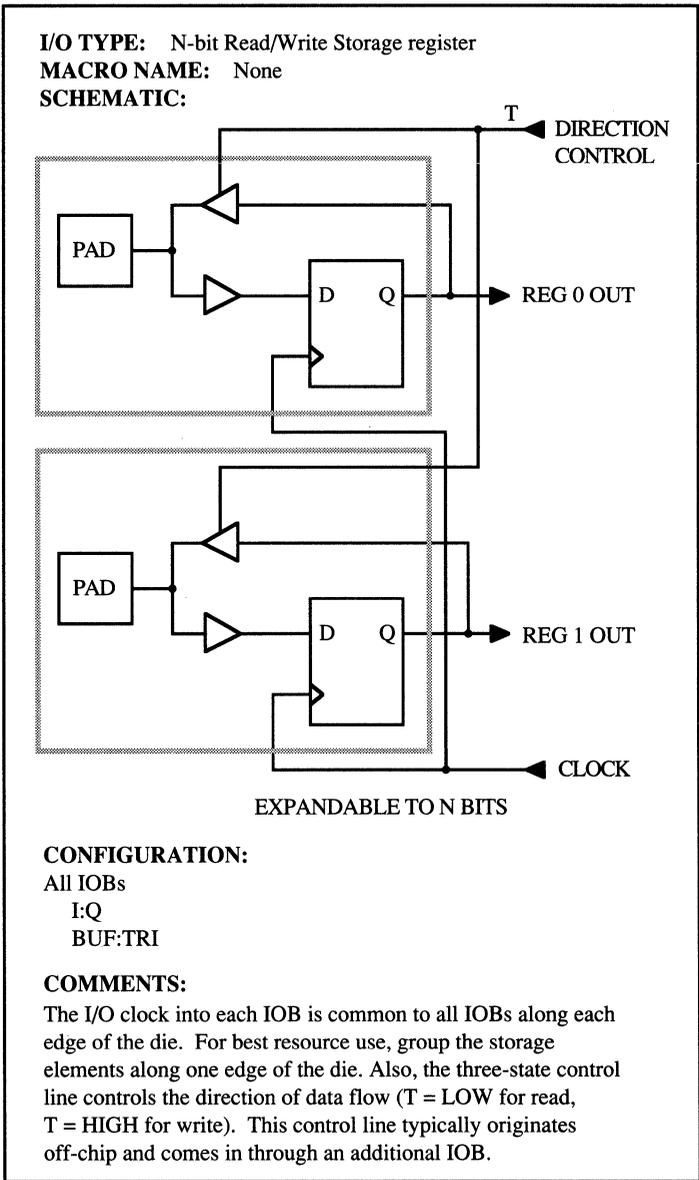 I/O TYPE: N-bit Read/Write Storage register
MACRO NAME: None
SCHEMATIC:
T
DIRECTION
CONTROL
PAD
D Q
REG 0 OUT
PAD
D Q
REG 1 OUT
CLOCK
EXPANDABLE TO N BITS
CONFIGURATION:
All IOBs
I:Q
BUF:TRI
COMMENTS:
The I/O clock into each IOB is common to all IOBs along each
edge of the die. For best resource use, group the storage
elements along one edge of the die. Also, the three-state control
line controls the direction of data flow (T = LOW for read,
T = HIGH for write). This control line typically originates
off-chip and comes in through an additional IOB.